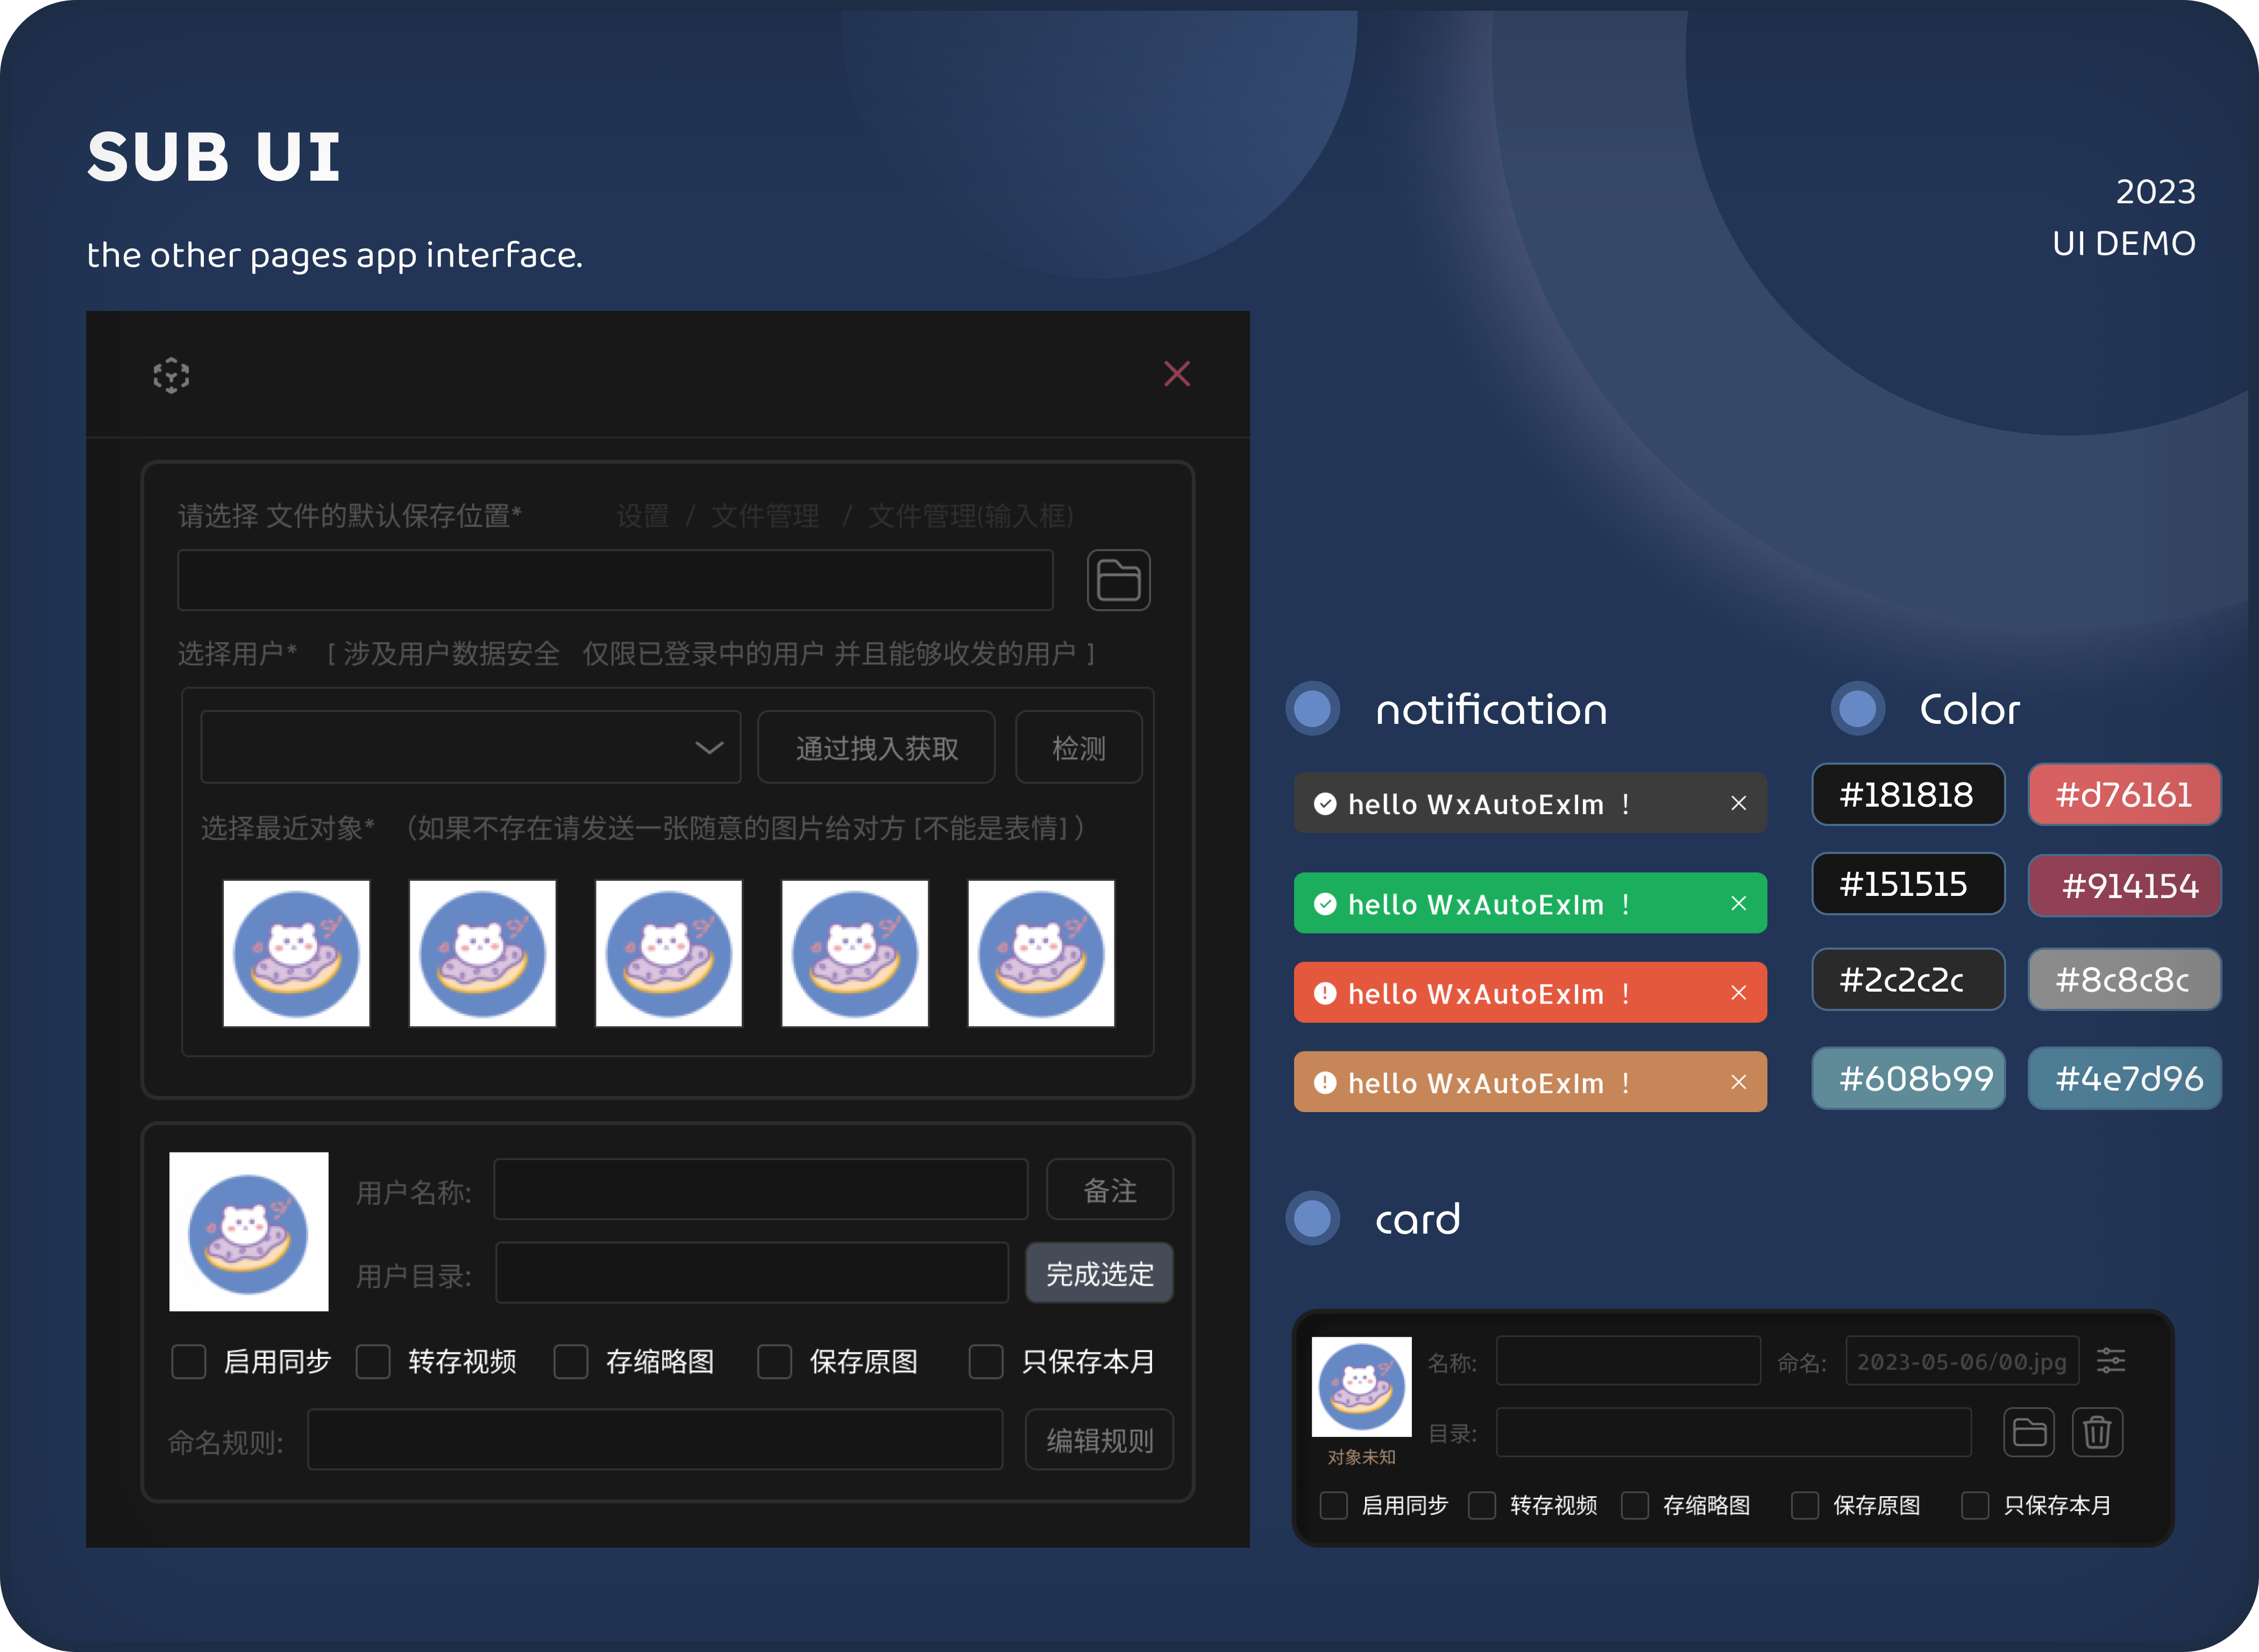 SUB UI
the other pages app interface.
2023
UI DEMO
请选择 文件的默认保存位置* 设置 / 文件管理 / 文件管理(输入框)
选择用户* [ 涉及用户数据安全 仅限已登录中的用户 并且能够收发的用户 ]
通过拽入获取 检测
选择最近对象* （如果不存在请发送一张随意的图片给对方 [不能是表情] ）
用户名称: 备注
用户目录: 完成选定
启用同步 转存视频 存缩略图 保存原图 只保存本月
命名规则: 编辑规则
notification
hello WxAutoExIm ！
hello WxAutoExIm ！
hello WxAutoExIm ！
hello WxAutoExIm ！
Color
#181818 #d76161
#151515 #914154
#2c2c2c #8c8c8c
#608b99 #4e7d96
card
名称: 命名: 2023-05-06/00.jpg
目录:
对象未知
启用同步 转存视频 存缩略图 保存原图 只保存本月